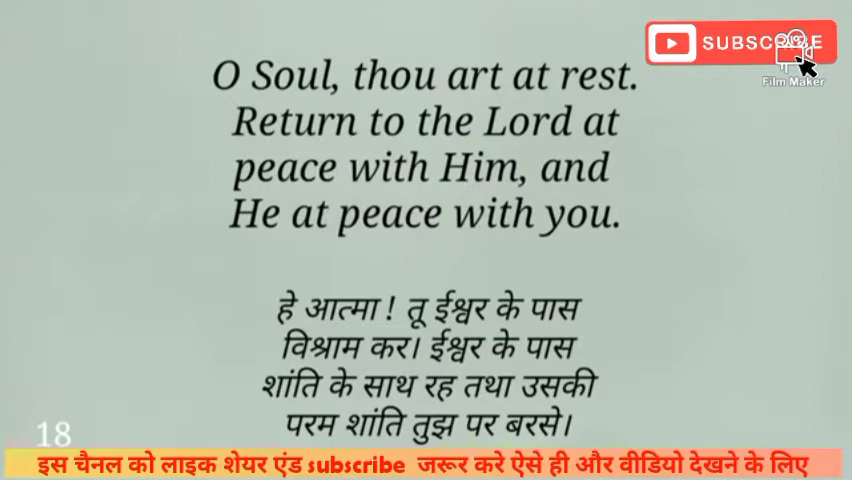 SUBSCRIBE
Film Maker
O Soul, thou art at rest.
Return to the Lord at
peace with Him, and
He at peace with you.
हे आत्मा ! तू ईश्वर के पास
विश्राम कर। ईश्वर के पास
शांति के साथ रह तथा उसकी
परम शांति तुझ पर बरसे।
18
इस चैनल को लाइक शेयर एंड subscribe जरूर करे ऐसे ही और वीडियो देखने के लिए